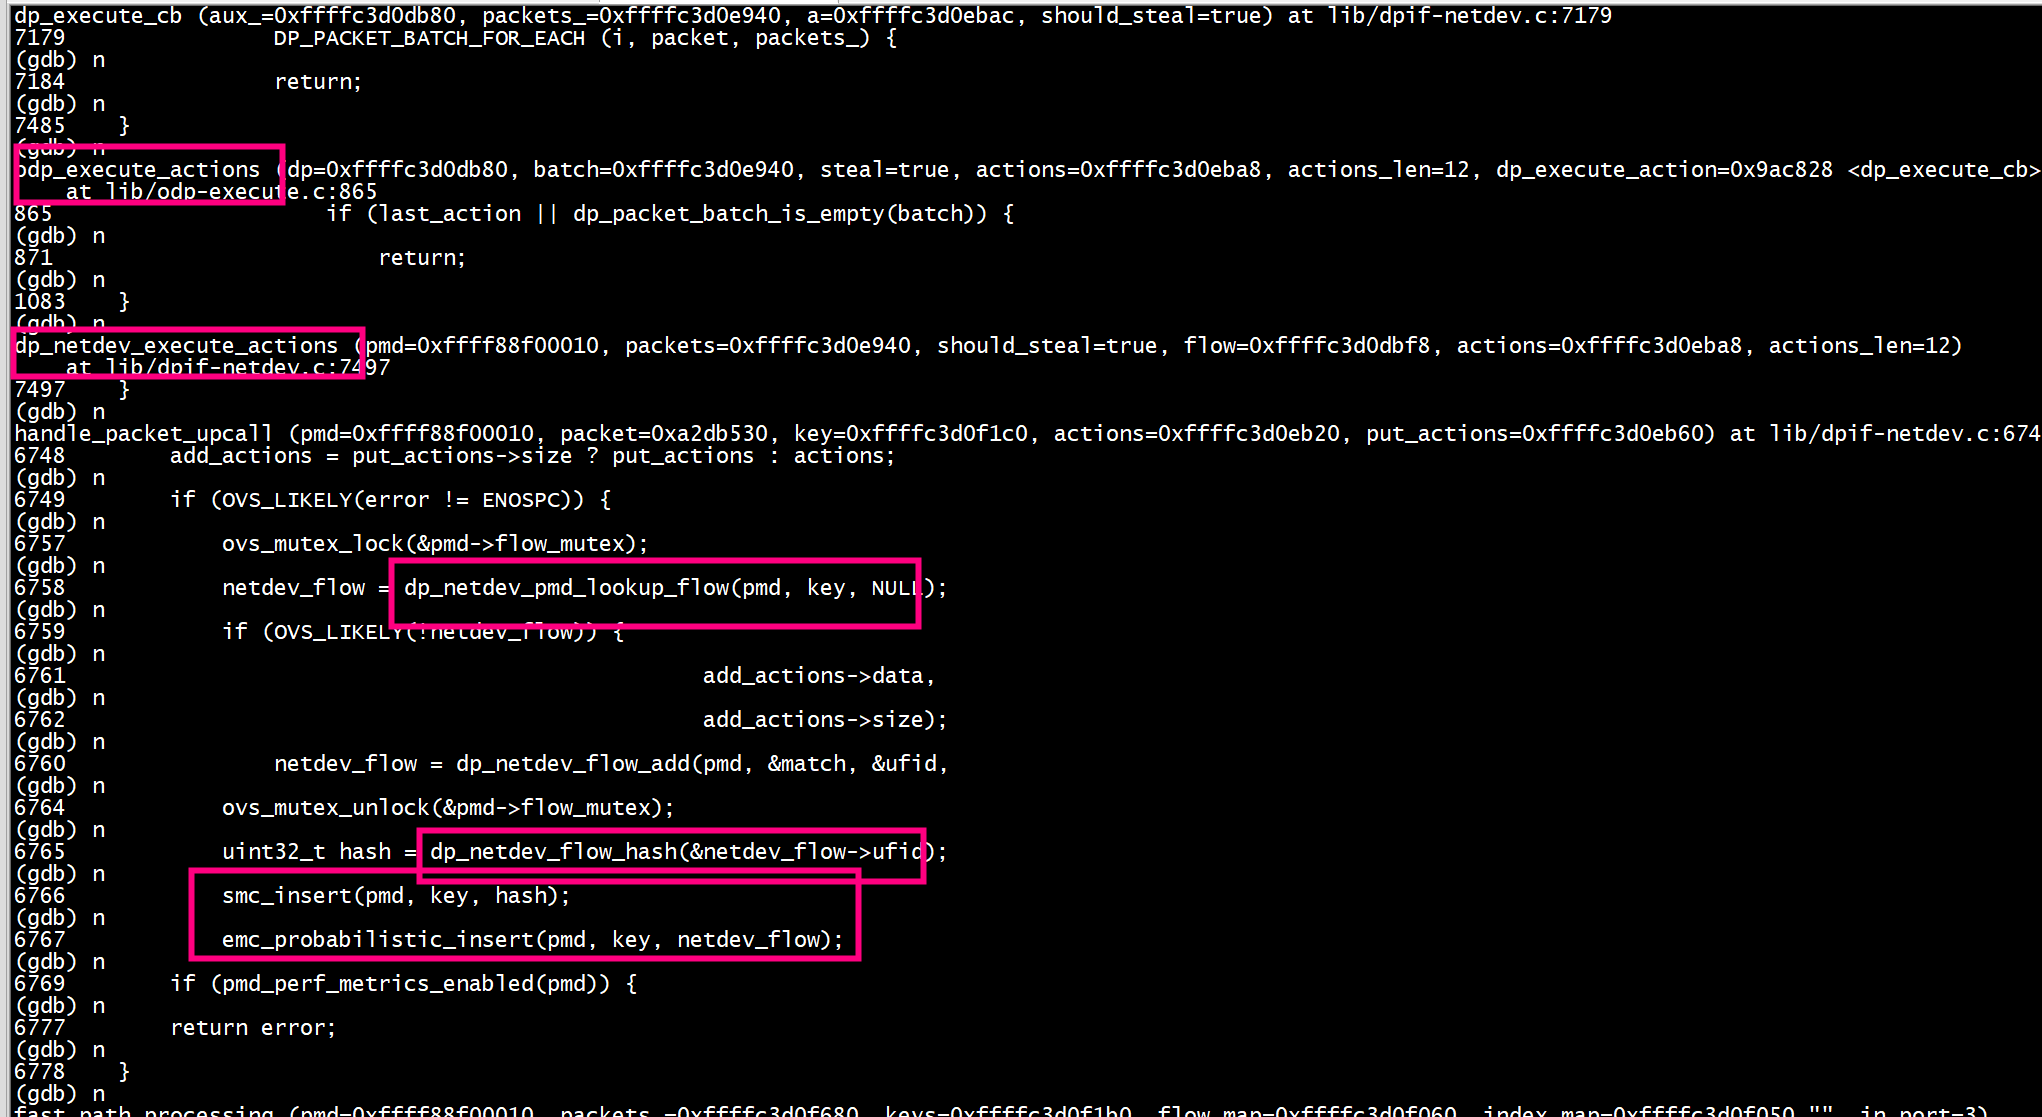 dp_execute_cb (aux_=0xffffc3d0db80, packets_=0xffffc3d0e940, a=0xffffc3d0ebac, should_steal=true) at lib/dpif-netdev.c:7179
7179                DP_PACKET_BATCH_FOR_EACH (i, packet, packets_) {
(gdb) n
7184                return;
(gdb) n
7485    }
(gdb) n
odp_execute_actions (dp=0xffffc3d0db80, batch=0xffffc3d0e940, steal=true, actions=0xffffc3d0eba8, actions_len=12, dp_execute_action=0x9ac828 <dp_execute_cb>)
    at lib/odp-execute.c:865
865                     if (last_action || dp_packet_batch_is_empty(batch)) {
(gdb) n
871                         return;
(gdb) n
1083    }
(gdb) n
dp_netdev_execute_actions (pmd=0xffff88f00010, packets=0xffffc3d0e940, should_steal=true, flow=0xffffc3d0dbf8, actions=0xffffc3d0eba8, actions_len=12)
    at lib/dpif-netdev.c:7497
7497    }
(gdb) n
handle_packet_upcall (pmd=0xffff88f00010, packet=0xa2db530, key=0xffffc3d0f1c0, actions=0xffffc3d0eb20, put_actions=0xffffc3d0eb60) at lib/dpif-netdev.c:674
6748        add_actions = put_actions->size ? put_actions : actions;
(gdb) n
6749        if (OVS_LIKELY(error != ENOSPC)) {
(gdb) n
6757            ovs_mutex_lock(&pmd->flow_mutex);
(gdb) n
6758            netdev_flow = dp_netdev_pmd_lookup_flow(pmd, key, NULL);
(gdb) n
6759            if (OVS_LIKELY(!netdev_flow)) {
(gdb) n
6761                                                 add_actions->data,
(gdb) n
6762                                                 add_actions->size);
(gdb) n
6760                netdev_flow = dp_netdev_flow_add(pmd, &match, &ufid,
(gdb) n
6764            ovs_mutex_unlock(&pmd->flow_mutex);
(gdb) n
6765            uint32_t hash = dp_netdev_flow_hash(&netdev_flow->ufid);
(gdb) n
6766            smc_insert(pmd, key, hash);
(gdb) n
6767            emc_probabilistic_insert(pmd, key, netdev_flow);
(gdb) n
6769        if (pmd_perf_metrics_enabled(pmd)) {
(gdb) n
6777        return error;
(gdb) n
6778    }
(gdb) n
fast_path_processing (pmd=0xffff88f00010, packets_=0xffffc3d0f680, keys=0xffffc3d0f1b0, flow_map=0xffffc3d0f060, index_map=0xffffc3d0f050 "", in_port=3)